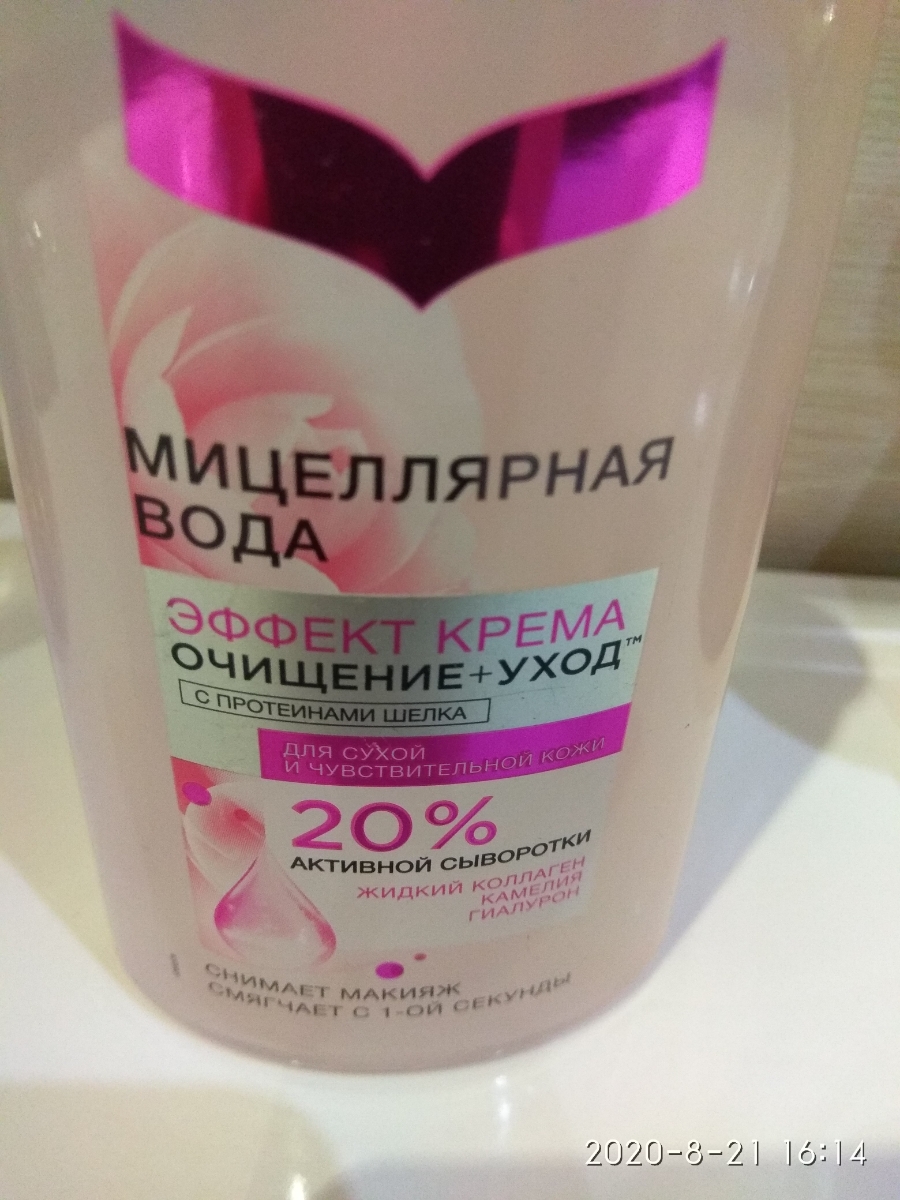 МИЦЕЛЛЯРНАЯ
ВОДА
ЭФФЕКТ КРЕМА
ОЧИЩЕНИЕ+УХОД™
С ПРОТЕИНАМИ ШЕЛКА
ДЛЯ СУХОЙ
И ЧУВСТВИТЕЛЬНОЙ КОЖИ
20%
АКТИВНОЙ СЫВОРОТКИ
ЖИДКИЙ КОЛЛАГЕН
КАМЕЛИЯ
ГИАЛУРОН
СНИМАЕТ МАКИЯЖ
СМЯГЧАЕТ С 1-ОЙ СЕКУНДЫ
2020-8-21 16:14